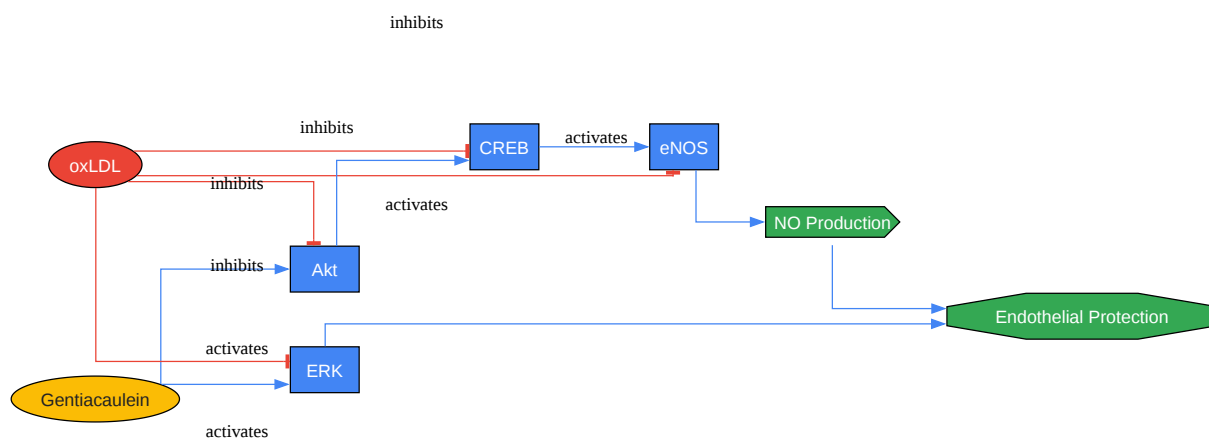 inhibits
inhibits
CREB
activates
eNOS
oxLDL
inhibits
activates
NO Production
inhibits
Akt
Endothelial Protection
activates
ERK
Gentiacaulein
activates